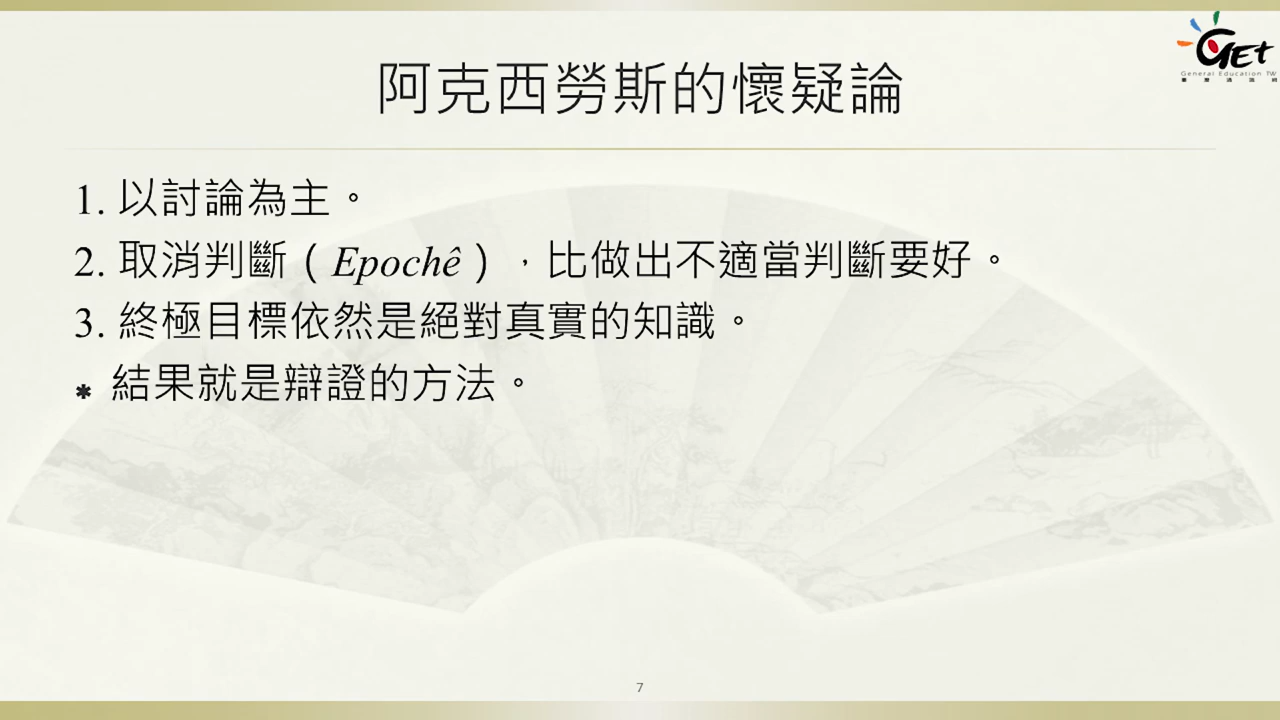 GET
General Education TW
阿克西勞斯的懷疑論
1. 以討論為主。
2. 取消判斷（Epochê），比做出不適當判斷要好。
3. 終極目標依然是絕對真實的知識。
* 結果就是辯證的方法。
7